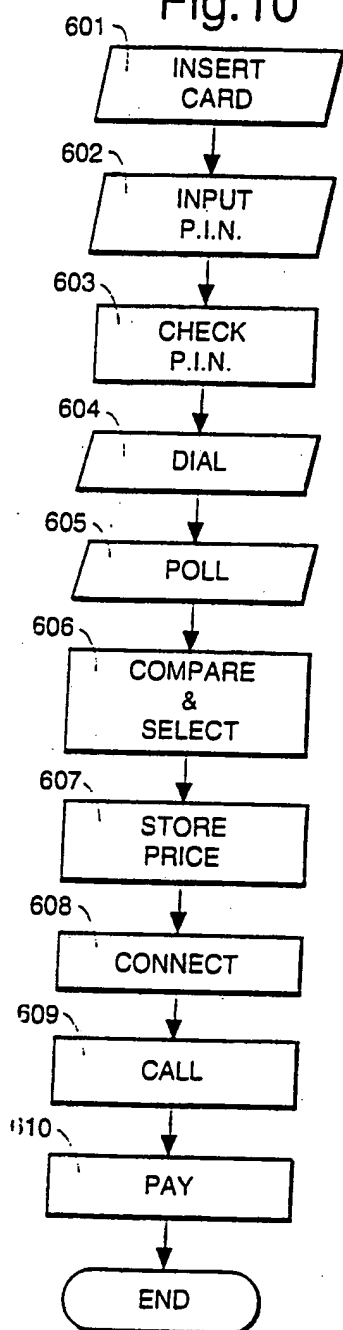 Fig.10
601
INSERT
CARD
602
INPUT
P.I.N.
603
CHECK
P.I.N.
604
DIAL
605
POLL
606
COMPARE
&
SELECT
607
STORE
PRICE
608
CONNECT
609
CALL
610
PAY
END